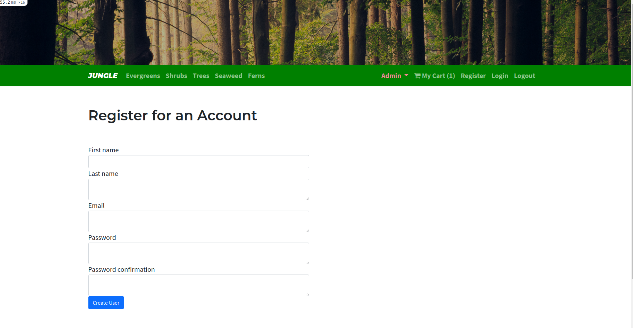 JUNGLE Evergreens Shrubs Trees Seaweed Ferns Admin My Cart (1) Register Login Logout
Register for an Account
First name
Last name
Email
Password
Password confirmation
Create User